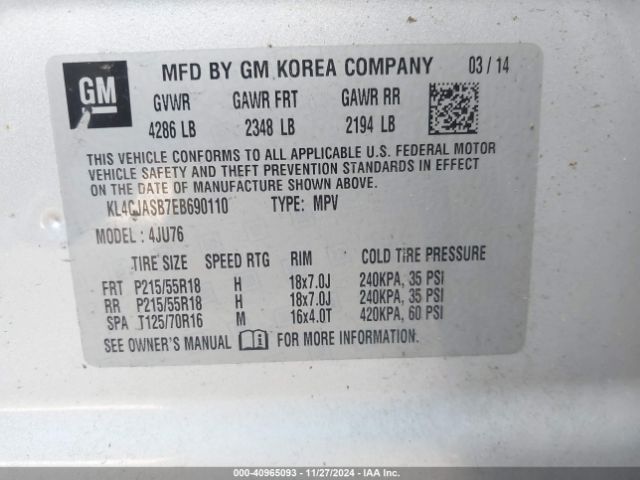 GM
MFD BY GM KOREA COMPANY 03 / 14
GVWR GAWR FRT GAWR RR
4286 LB 2348 LB 2194 LB
THIS VEHICLE CONFORMS TO ALL APPLICABLE U.S. FEDERAL MOTOR
VEHICLE SAFETY AND THEFT PREVENTION STANDARDS IN EFFECT
ON THE DATE OF MANUFACTURE SHOWN ABOVE.
KL4CJASB7EB690110 TYPE: MPV
MODEL: 4JU76
TIRE SIZE SPEED RTG RIM COLD TIRE PRESSURE
FRT P215/55R18 H 18x7.0J 240KPA, 35 PSI
RR P215/55R18 H 18x7.0J 240KPA, 35 PSI
SPA T125/70R16 M 16x4.0T 420KPA, 60 PSI
SEE OWNER'S MANUAL FOR MORE INFORMATION.
000-40965093 - 11/27/2024 - IAA Inc.